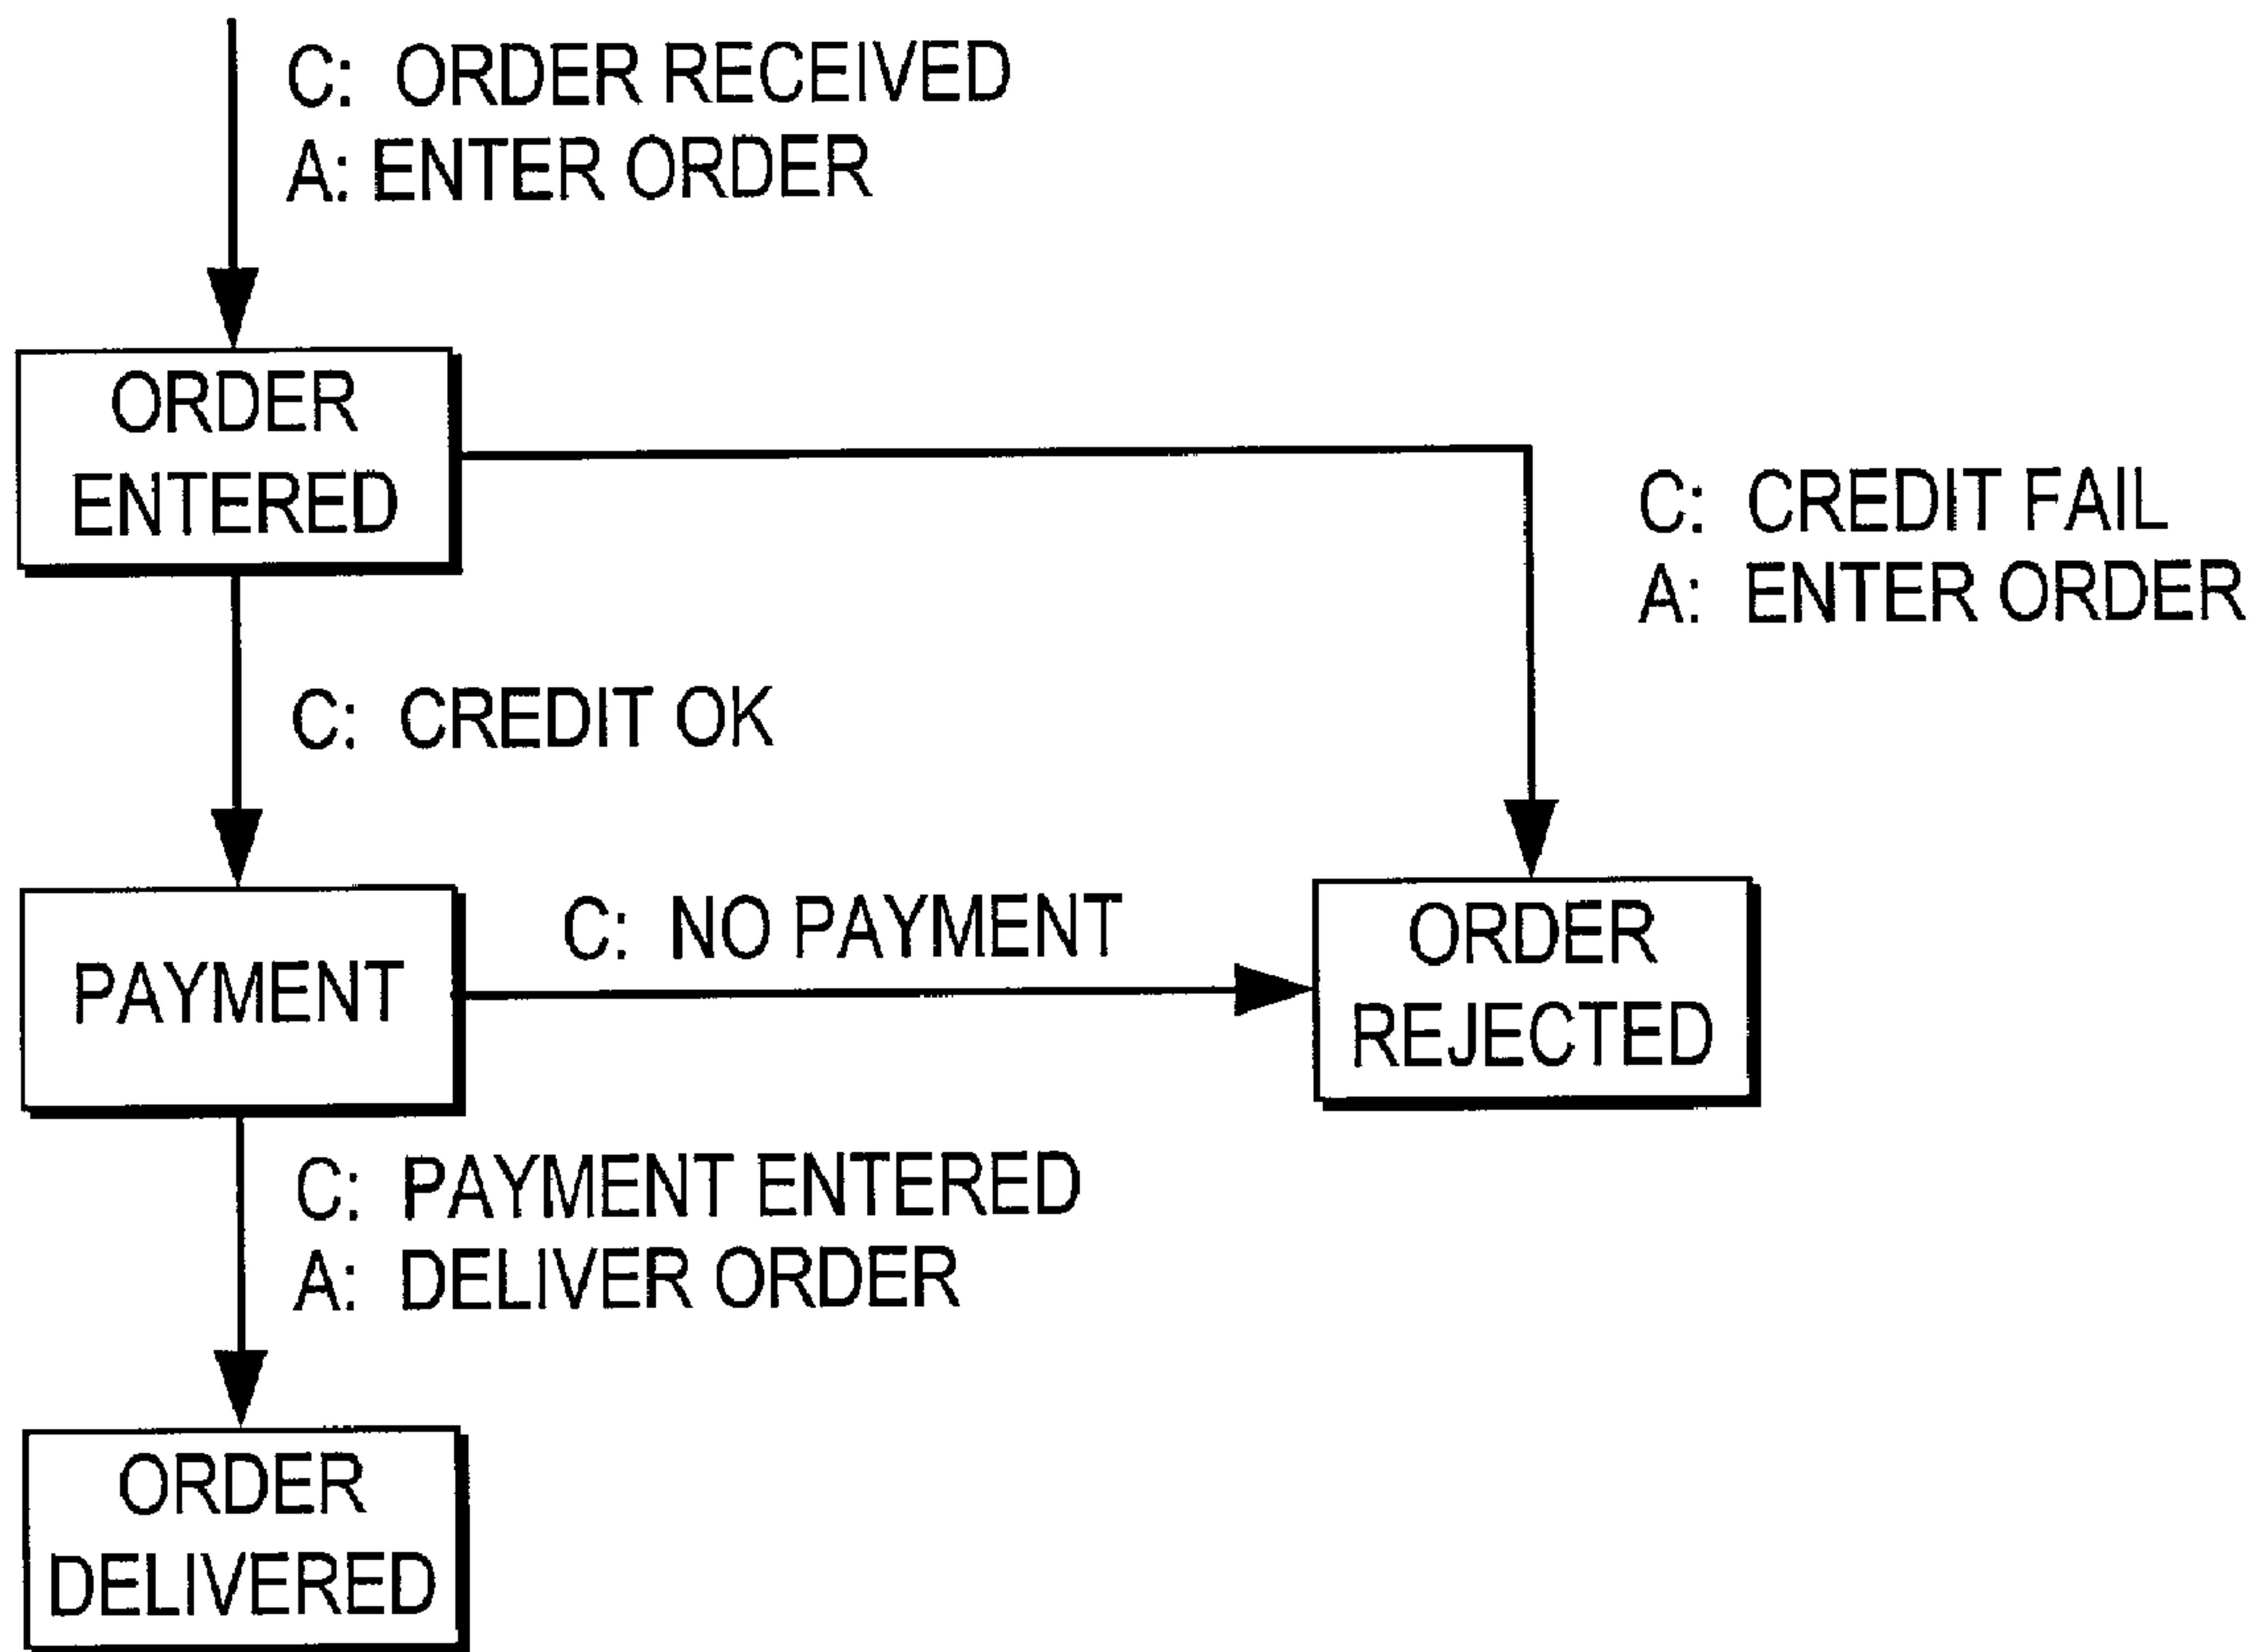 C: ORDER RECEIVED
A: ENTER ORDER
ORDER
ENTERED
C: CREDIT FAIL
A: ENTER ORDER
C: CREDIT OK
PAYMENT
C: NO PAYMENT
ORDER
REJECTED
C: PAYMENT ENTERED
A: DELIVER ORDER
ORDER
DELIVERED